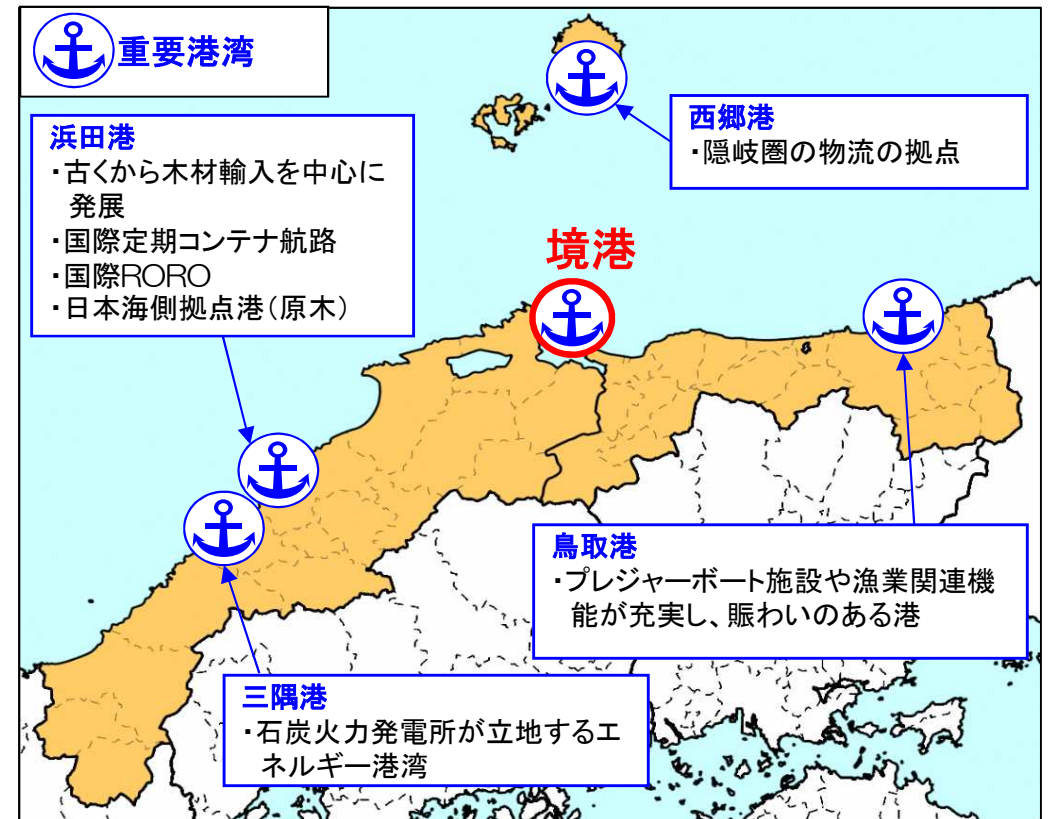 重要港湾
浜田港
・古くから木材輸入を中心に
発展
・国際定期コンテナ航路
・国際RORO
・日本海側拠点港（原木）
西郷港
・隠岐圏の物流の拠点
境港
鳥取港
・プレジャーボート施設や漁業関連機
能が充実し、賑わいのある港
三隅港
・石炭火力発電所が立地するエ
ネルギー港湾